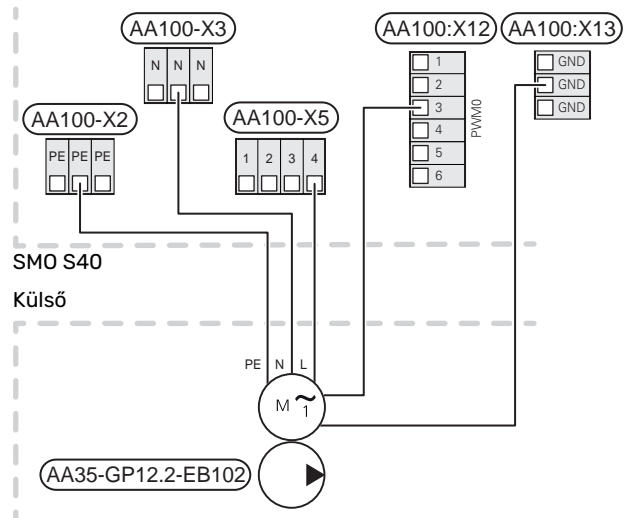 AA100-X3
AA100:X12
AA100:X13
N N N
1
2
3
4
5
6
PWM0
GND
GND
GND
AA100-X2
PE PE PE
AA100-X5
1 2 3 4
SMO S40
Külső
PE N L
M ~ 1
AA35-GP12.2-EB102